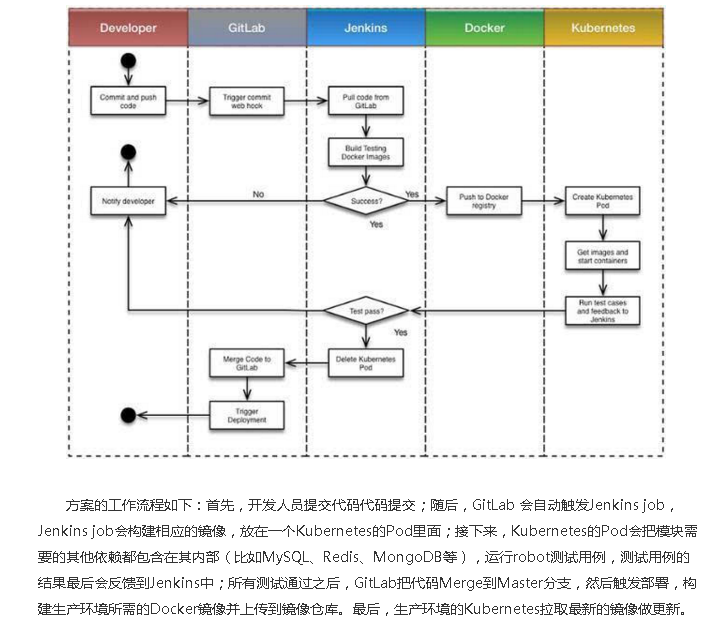 Developer GitLab Jenkins Docker Kubernetes
Commit and push
code
Trigger commit
web hook
Pull code from
GitLab
Build Testing
Docker Images
Notify developer
No
Success?
Yes
Yes
Push to Docker
registry
Create Kubernetes
Pod
Get images and
start containers
Run test cases
and feedback to
Jenkins
Test pass?
Yes
Delete Kubernetes
Pod
Merge Code to
GitLab
Trigger
Deployment
方案的工作流程如下：首先，开发人员提交代码代码提交；随后，GitLab 会自动触发Jenkins job，
Jenkins job会构建相应的镜像，放在一个Kubernetes的Pod里面；接下来，Kubernetes的Pod会把模块需
要的其他依赖都包含在其内部（比如MySQL、Redis、MongoDB等），运行robot测试用例，测试用例的
结果最后会反馈到Jenkins中；所有测试通过之后，GitLab把代码Merge到Master分支，然后触发部署，构
建生产环境所需的Docker镜像并上传到镜像仓库。最后，生产环境的Kubernetes拉取最新的镜像做更新。